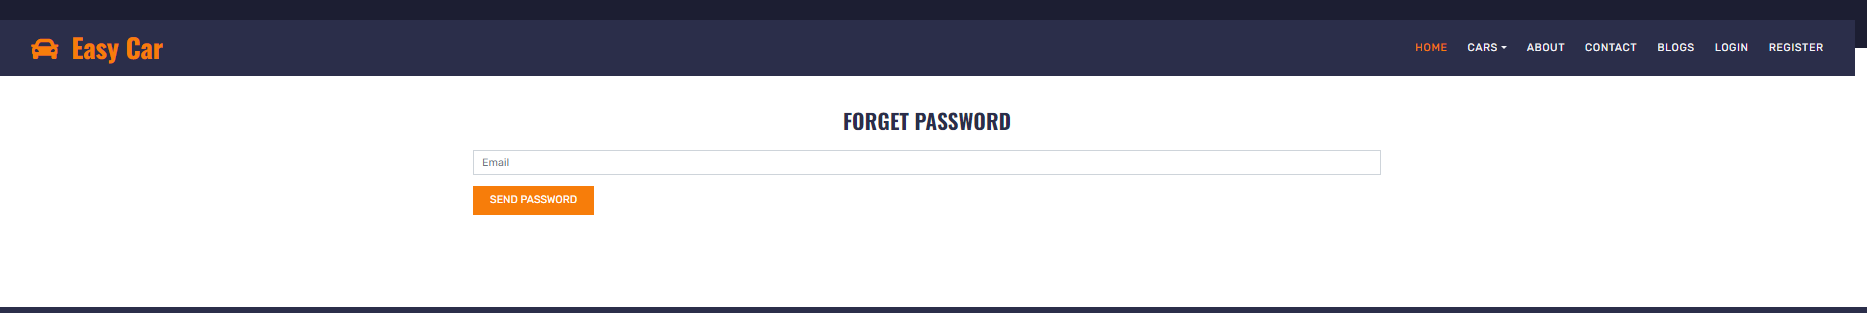 Easy Car
HOME CARS ABOUT CONTACT BLOGS LOGIN REGISTER
FORGET PASSWORD
Email
SEND PASSWORD